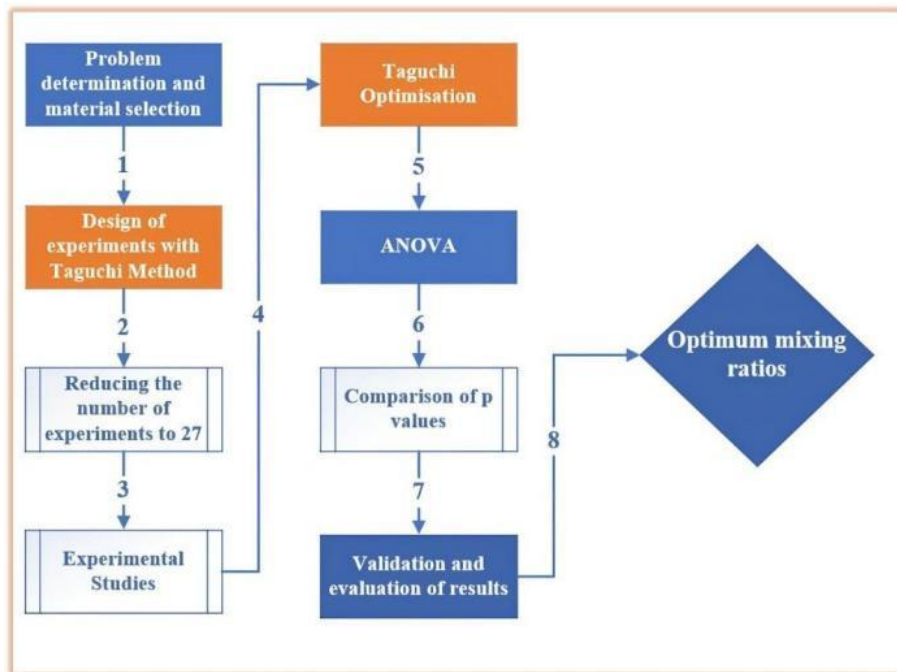 Problem
determination and
material selection
1
Design of
experiments with
Taguchi Method
2
Reducing the
number of
experiments to 27
3
Experimental
Studies
4
Taguchi
Optimisation
5
ANOVA
6
Comparison of p
values
7
Validation and
evaluation of results
8
Optimum mixing
ratios